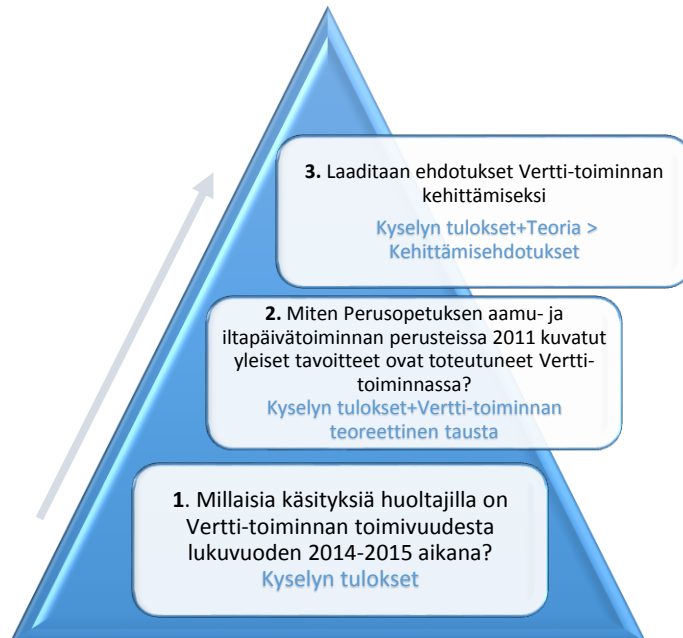 3. Laaditaan ehdotukset Vertti-toiminnan
kehittämiseksi
Kyselyn tulokset+Teoria >
Kehittämisehdotukset
2. Miten Perusopetuksen aamu- ja
iltapäivätoiminnan perusteissa 2011 kuvatut
yleiset tavoitteet ovat toteutuneet Vertti-
toiminnassa?
Kyselyn tulokset+Vertti-toiminnan
teoreettinen tausta
1. Millaisia käsityksiä huoltajilla on
Vertti-toiminnan toimivuudesta
lukuvuoden 2014-2015 aikana?
Kyselyn tulokset